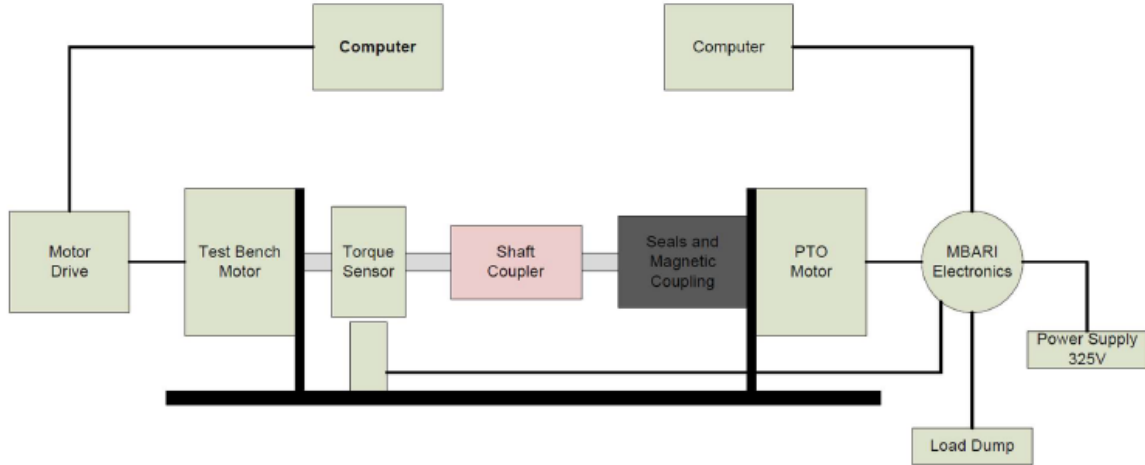 Computer
Computer
Motor
Drive
Test Bench
Motor
Torque
Sensor
Shaft
Coupler
Seals and
Magnetic
Coupling
PTO
Motor
MBARI
Electronics
Power Supply
325V
Load Dump